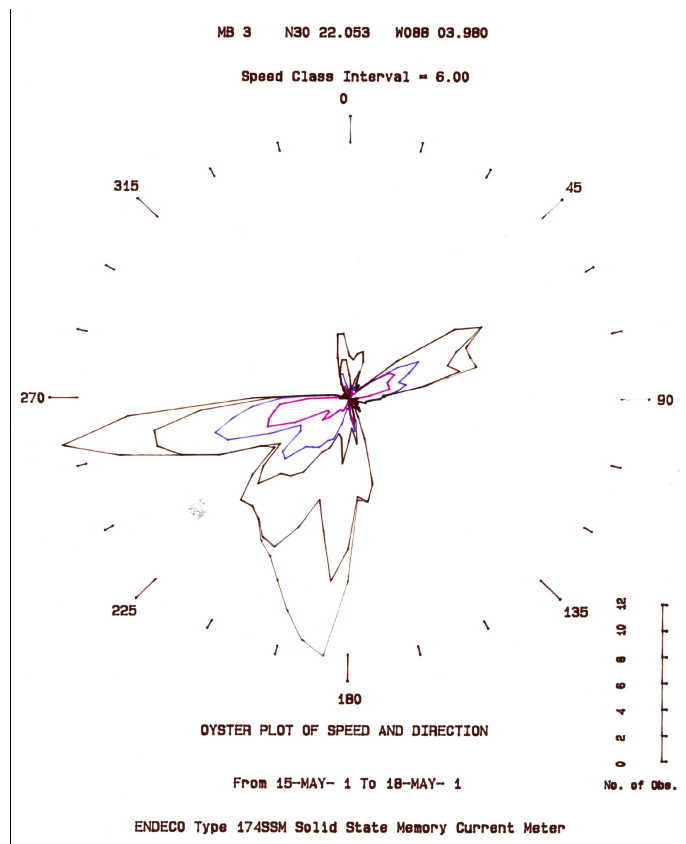 MB 3 N30 22.053 W088 03.980
Speed Class Interval = 6.00
0
315
45
270
90
225
135
180
12
10
8
6
4
2
0
No. of Obs.
OYSTER PLOT OF SPEED AND DIRECTION
From 15-MAY- 1 To 18-MAY- 1
ENDECO Type 174SSM Solid State Memory Current Meter